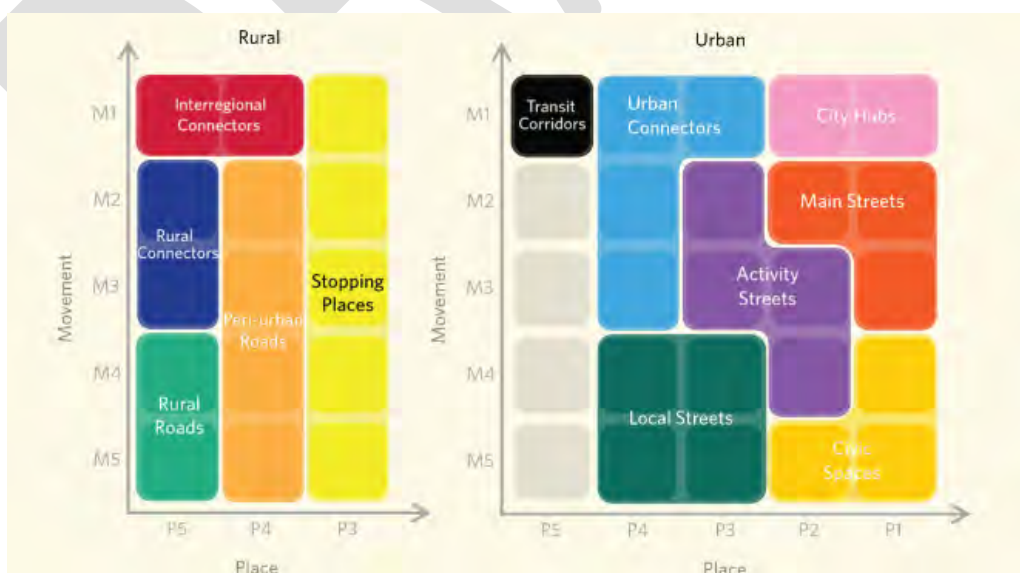 Rural
M1
M2
M3
M4
M5
Movement
Interregional
Connectors
Rural
Connectors
Peri-urban
Roads
Stopping
Places
Rural
Roads
P5
P4
P3
Place
Urban
M1
M2
M3
M4
M5
Movement
Transit
Corridors
Urban
Connectors
City Hubs
Main Streets
Activity
Streets
Local Streets
Civic
Spaces
P5
P4
P3
P2
P1
Place